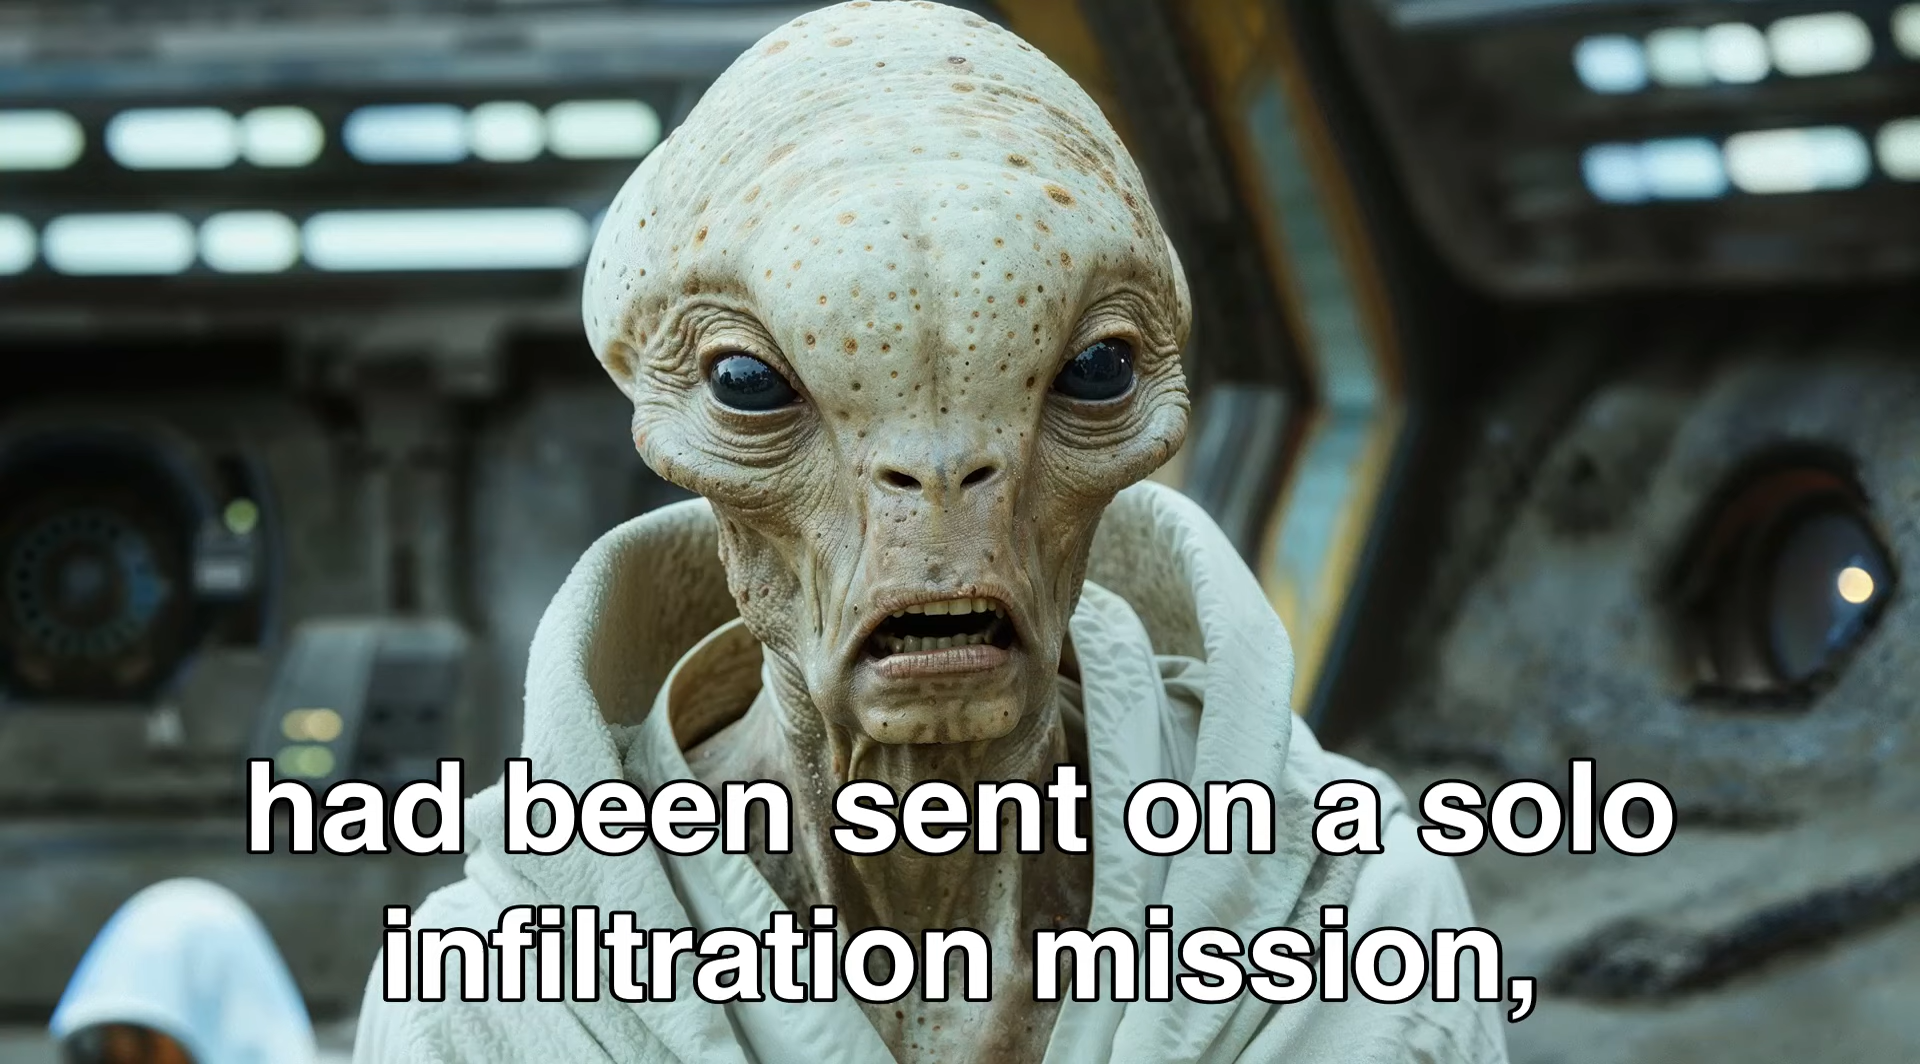 had been sent on a solo
infiltration mission,